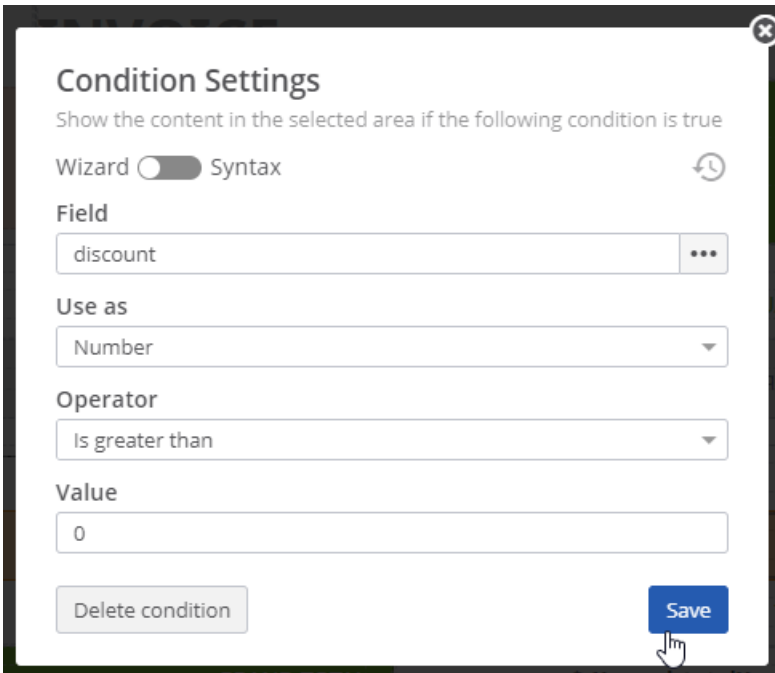 INVOICE
Condition Settings
Show the content in the selected area if the following condition is true
Wizard Syntax
Field
discount •••
Use as
Number
Operator
Is greater than
Value
0
Delete condition Save